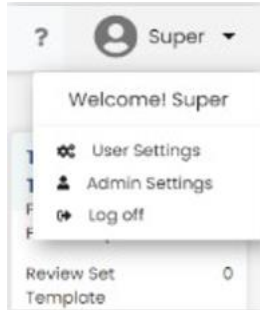 ?
Super
Welcome! Super
User Settings
Admin Settings
Log off
Review Set 0
Template